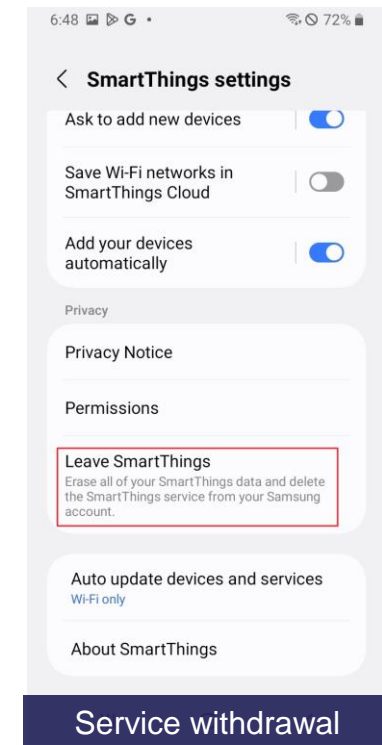 6:48 G • 72%
SmartThings settings
Ask to add new devices
Save Wi-Fi networks in
SmartThings Cloud
Add your devices
automatically
Privacy
Privacy Notice
Permissions
Leave SmartThings
Erase all of your SmartThings data and delete
the SmartThings service from your Samsung
account.
Auto update devices and services
Wi-Fi only
About SmartThings
Service withdrawal